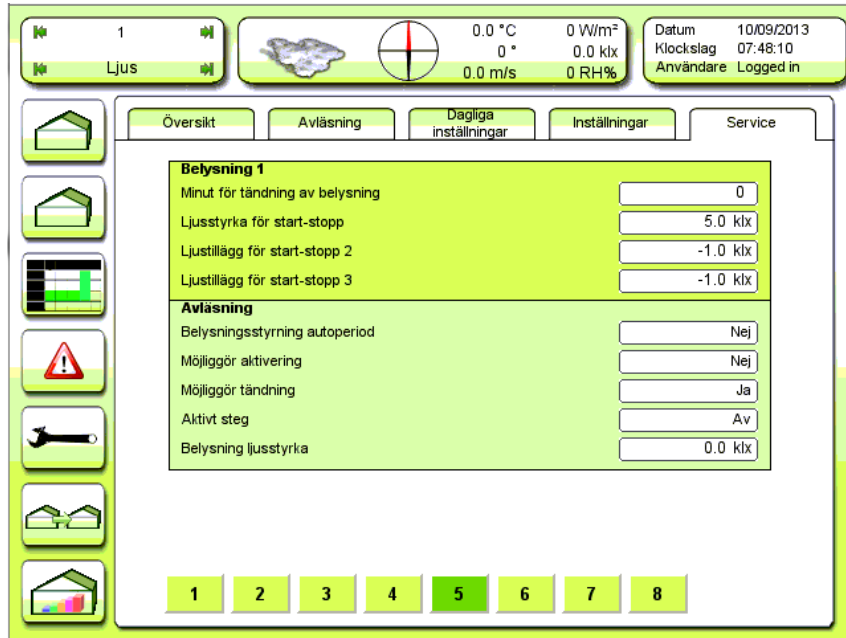 1
Ljus
0.0 °C
0 °
0.0 m/s
0 W/m²
0.0 klx
0 RH%
Datum 10/09/2013
Klockslag 07:48:10
Användare Logged in
Översikt
Avläsning
Dagliga
inställningar
Inställningar
Service
Belysning 1
Minut för tändning av belysning 0
Ljusstyrka för start-stopp 5.0 klx
Ljustillägg för start-stopp 2 -1.0 klx
Ljustillägg för start-stopp 3 -1.0 klx
Avläsning
Belysningsstyrning autoperiod Nej
Möjliggör aktivering Nej
Möjliggör tändning Ja
Aktivt steg Av
Belysning ljusstyrka 0.0 klx
1 2 3 4 5 6 7 8